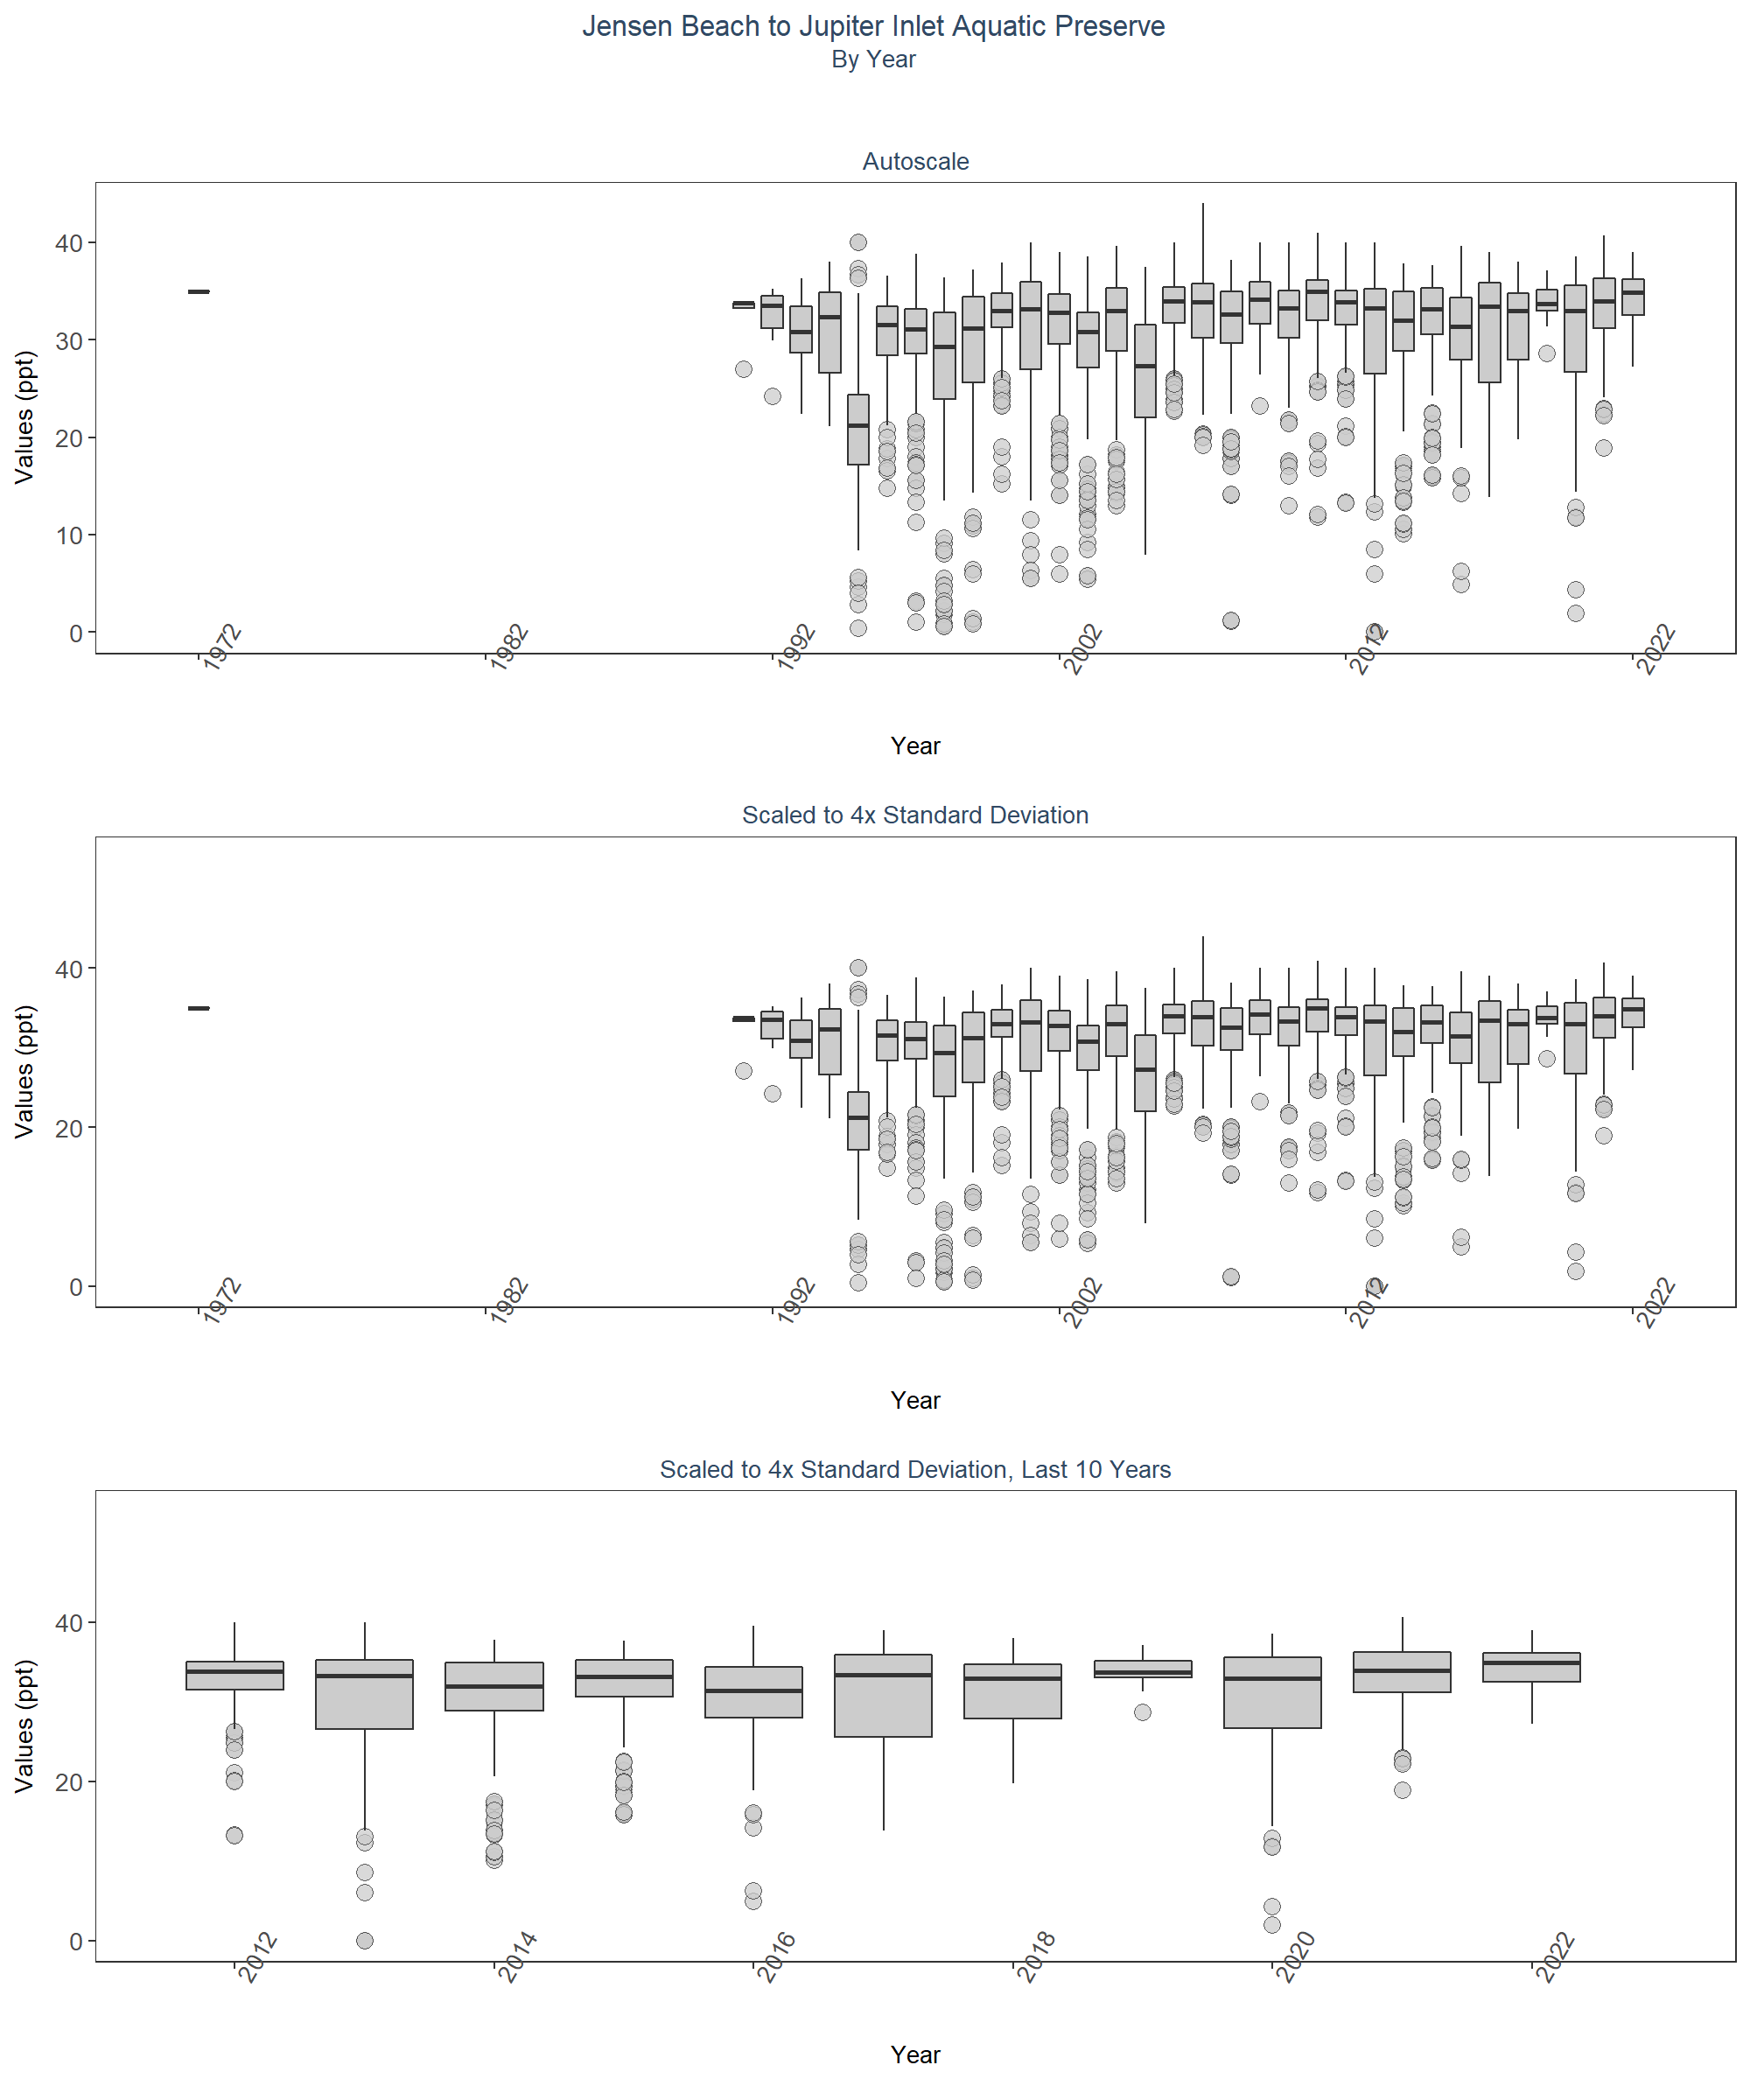 Jensen Beach to Jupiter Inlet Aquatic Preserve
By Year
Autoscale
Values (ppt)
40
30
20
10
0
1972
1982
1992
2002
2012
2022
Year
Scaled to 4x Standard Deviation
Values (ppt)
40
20
0
1972
1982
1992
2002
2012
2022
Year
Scaled to 4x Standard Deviation, Last 10 Years
Values (ppt)
40
20
0
2012
2014
2016
2018
2020
2022
Year